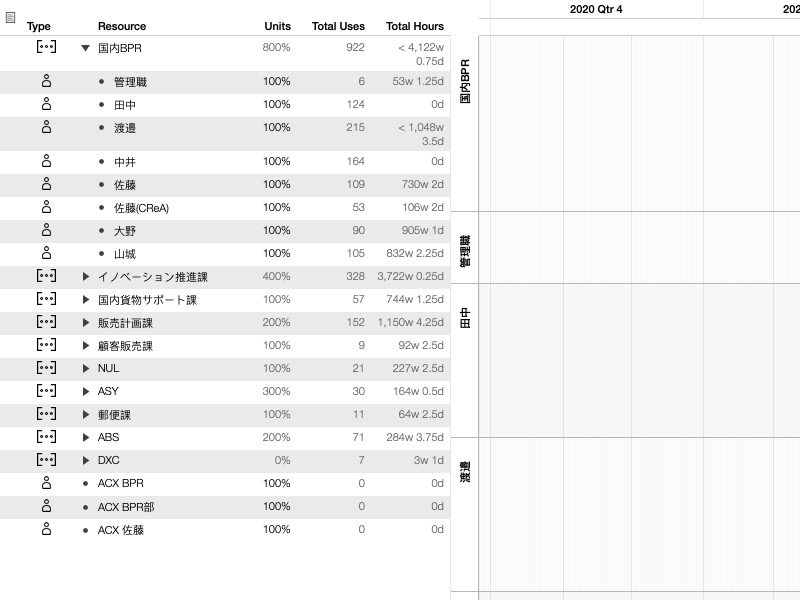 2020 Qtr 4
202
Type Resource Units Total Uses Total Hours
国内BPR 800% 922 < 4,122w
0.75d
管理職 100% 6 53w 1.25d
田中 100% 124 0d
渡邉 100% 215 < 1,048w
3.5d
中井 100% 164 0d
佐藤 100% 109 730w 2d
佐藤(CReA) 100% 53 106w 2d
大野 100% 90 905w 1d
山城 100% 105 832w 2.25d
イノベーション推進課 400% 328 3,722w 0.25d
国内貨物サポート課 100% 57 744w 1.25d
販売計画課 200% 152 1,150w 4.25d
顧客販売課 100% 9 92w 2.5d
NUL 100% 21 227w 2.5d
ASY 300% 30 164w 0.5d
郵便課 100% 11 64w 2.5d
ABS 200% 71 284w 3.75d
DXC 0% 7 3w 1d
ACX BPR 100% 0 0d
ACX BPR部 100% 0 0d
ACX 佐藤 100% 0 0d
国内BPR
管理職
田中
渡邉